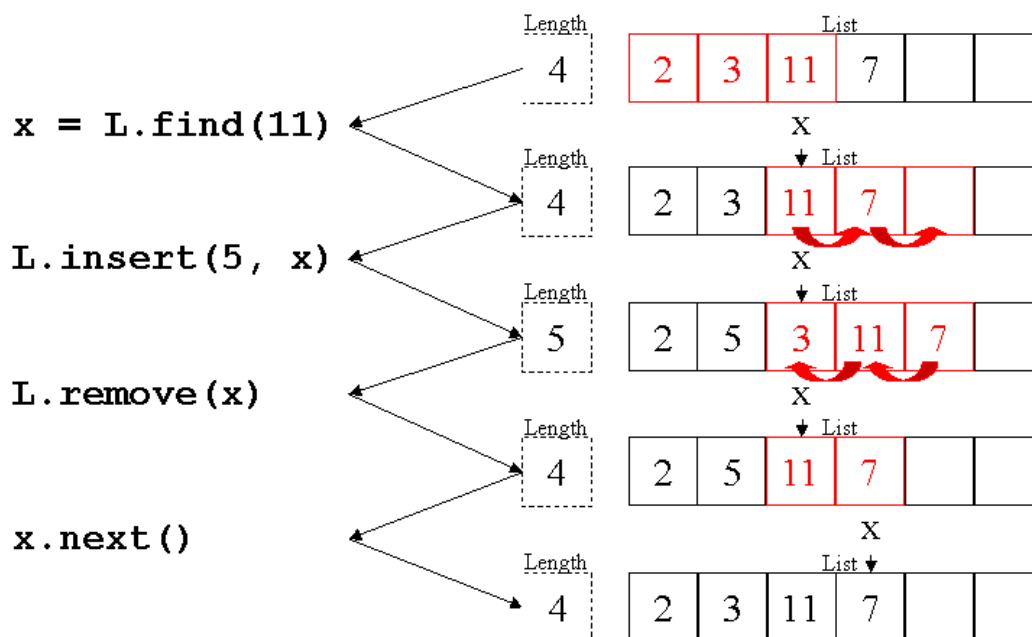 Length List
4 2 3 11 7
x = L.find(11)
x
Length List
4 2 3 11 7
L.insert(5, x)
x
Length List
5 2 5 3 11 7
L.remove(x)
x
Length List
4 2 5 11 7
x.next()
x
Length List
4 2 3 11 7